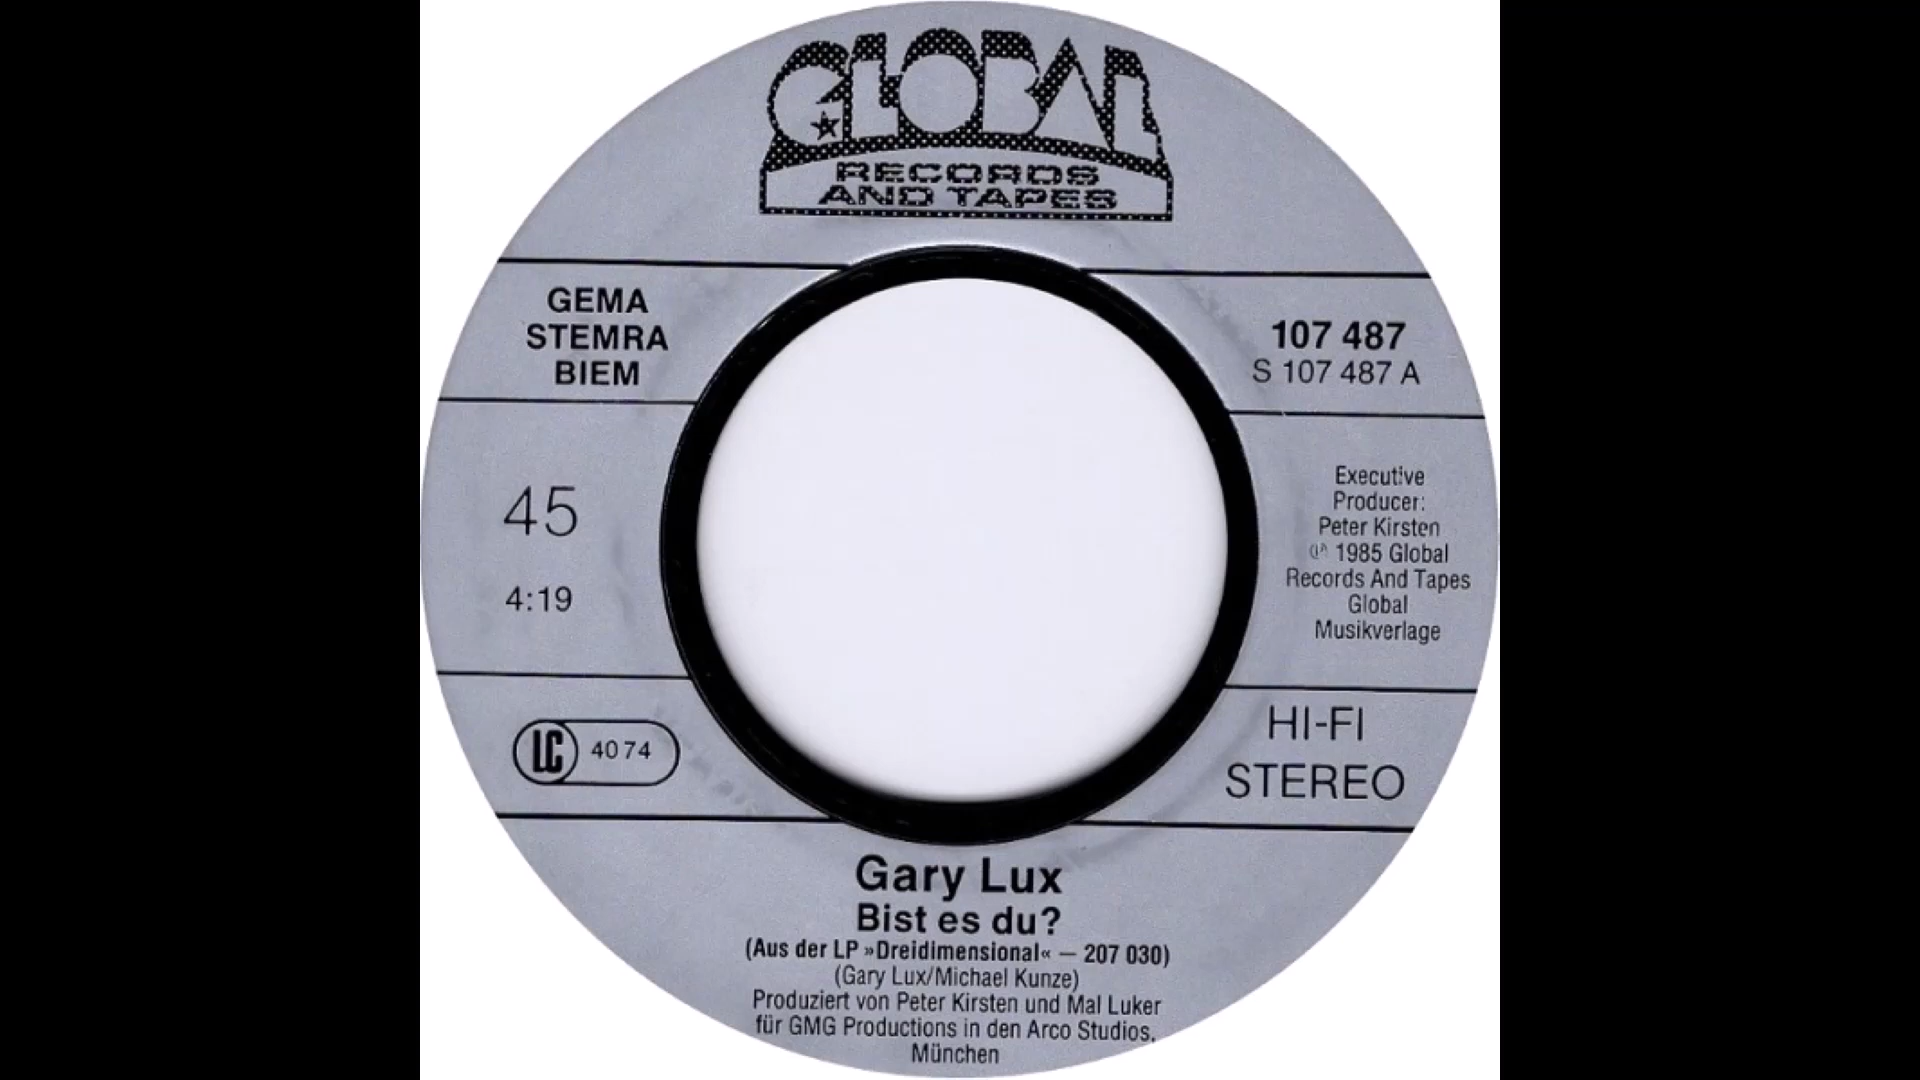 GLOBAL
RECORDS
AND TAPES
GEMA
STEMRA
BIEM
107 487
S 107 487 A
45
4:19
Executive
Producer:
Peter Kirsten
℗ 1985 Global
Records And Tapes
Global
Musikverlage
LC 4074
HI-FI
STEREO
Gary Lux
Bist es du?
(Aus der LP »Dreidimensional« — 207 030)
(Gary Lux/Michael Kunze)
Produziert von Peter Kirsten und Mal Luker
für GMG Productions in den Arco Studios,
München